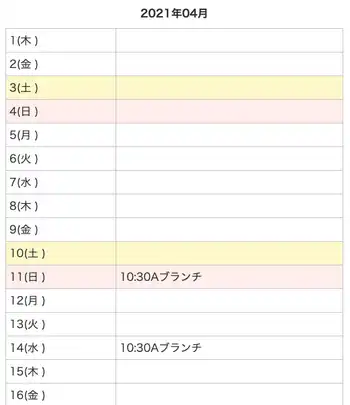 2021年04月
1(木 )
2(金 )
3(土 )
4(日 )
5(月 )
6(火 )
7(水 )
8(木 )
9(金 )
10(土 )
11(日 ) 10:30Aブランチ
12(月 )
13(火 )
14(水 ) 10:30Aブランチ
15(木 )
16(金 )